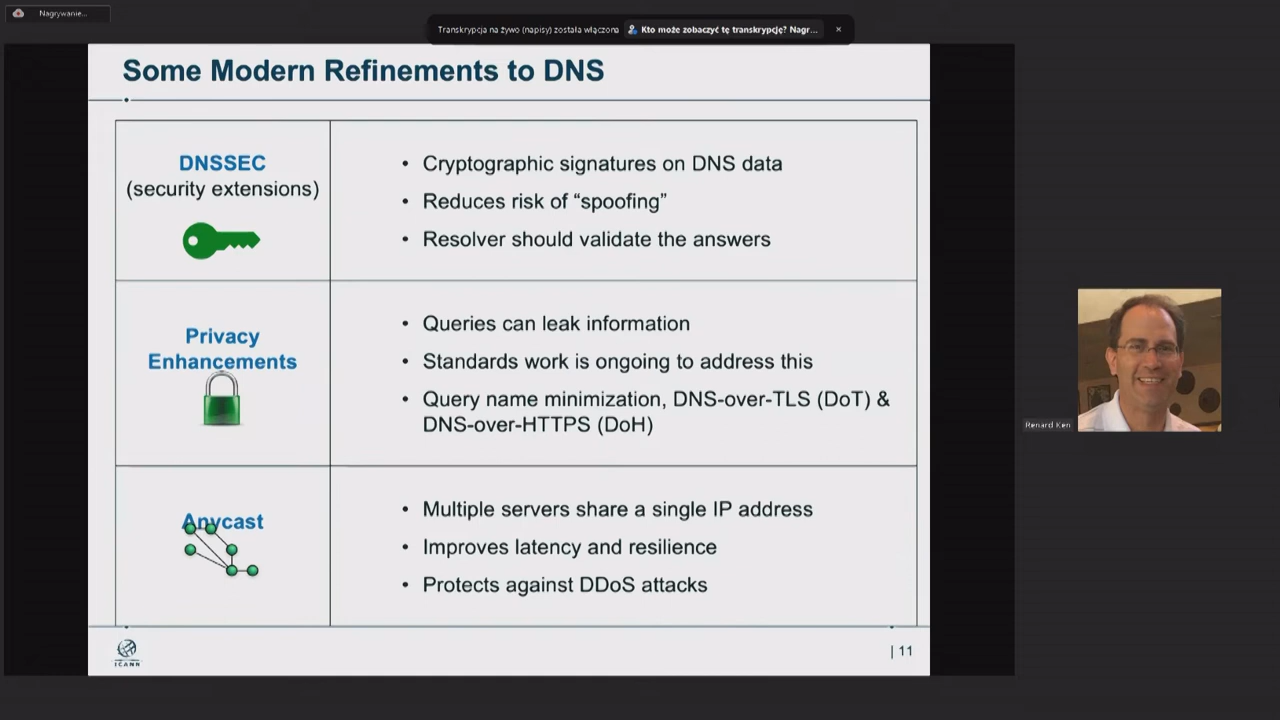 Nagrywanie...
Transkrypcja na żywo (napisy) została włączona Kto może zobaczyć tę transkrypcję? Nagr... ×
Some Modern Refinements to DNS
DNSSEC
(security extensions)
• Cryptographic signatures on DNS data
• Reduces risk of “spoofing”
• Resolver should validate the answers
Privacy
Enhancements
• Queries can leak information
• Standards work is ongoing to address this
• Query name minimization, DNS-over-TLS (DoT) &
DNS-over-HTTPS (DoH)
Anycast
• Multiple servers share a single IP address
• Improves latency and resilience
• Protects against DDoS attacks
ICANN
| 11
Renard Ken